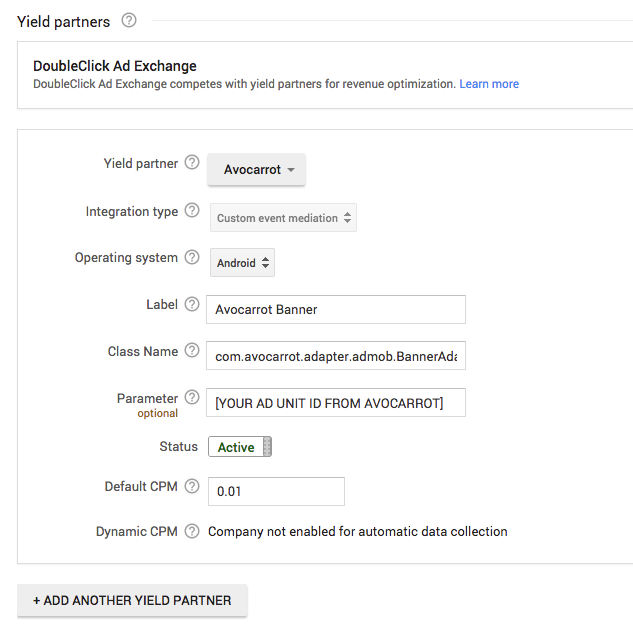 Yield partners ?
DoubleClick Ad Exchange
DoubleClick Ad Exchange competes with yield partners for revenue optimization. Learn more
Yield partner ? Avocarrot
Integration type ? Custom event mediation
Operating system ? Android
Label ? Avocarrot Banner
Class Name ? com.avocarrot.adapter.admob.BannerAda
Parameter ? [YOUR AD UNIT ID FROM AVOCARROT]
optional
Status Active
Default CPM ? 0.01
Dynamic CPM ? Company not enabled for automatic data collection
+ ADD ANOTHER YIELD PARTNER